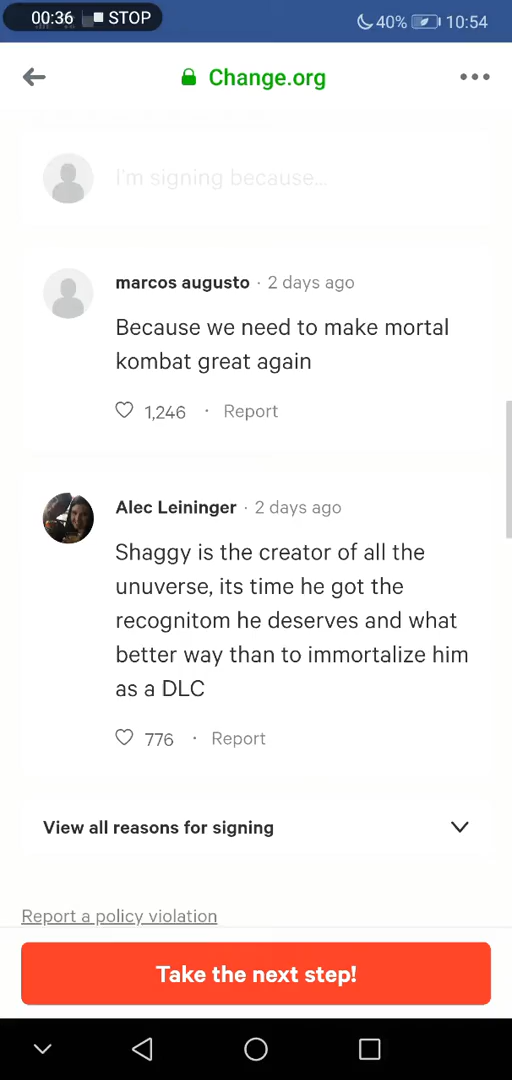 00:36 STOP 40% 10:54
Change.org
I'm signing because...
marcos augusto · 2 days ago
Because we need to make mortal
kombat great again
1,246 · Report
Alec Leininger · 2 days ago
Shaggy is the creator of all the
unuverse, its time he got the
recognitom he deserves and what
better way than to immortalize him
as a DLC
776 · Report
View all reasons for signing
Report a policy violation
Take the next step!